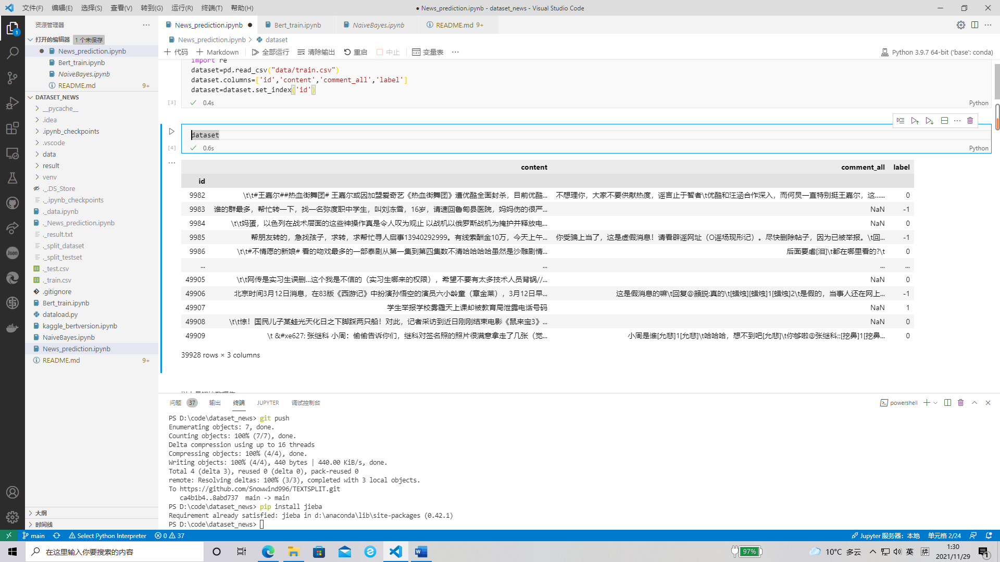 文件(F) 编辑(E) 选择(S) 查看(V) 转到(G) 运行(R) 终端(T) 帮助(H)
● News_prediction.ipynb - dataset_news - Visual Studio Code
资源管理器
打开的编辑器 1 个未保存
News_prediction.ipynb
Bert_train.ipynb
NaiveBayes.ipynb
README.md 9+
DATASET_NEWS
__pycache__
.idea
.ipynb_checkpoints
.vscode
data
result
venv
._.DS_Store
._.ipynb_checkpoints
._data.ipynb
._News_prediction.ipynb
._result.txt
._split_dataset
._split_testset
._test.csv
._train.csv
.gitignore
Bert_train.ipynb
dataload.py
kaggle_bertversion.ipynb
NaiveBayes.ipynb
News_prediction.ipynb
README.md 9+
大纲
时间线
News_prediction.ipynb ● Bert_train.ipynb NaiveBayes.ipynb README.md 9+
News_prediction.ipynb > dataset
代码 Markdown 全部运行 清除输出 重启 中止 变量表 ...
Python 3.9.7 64-bit ('base': conda)
import re
dataset=pd.read_csv("data/train.csv")
dataset.columns=['id','content','comment_all','label']
dataset=dataset.set_index('id')
[3] 0.4s Python
dataset
[4] 0.6s Python
content comment_all label
id
9982 \t\t#王嘉尔##热血街舞团# 王嘉尔或因加盟爱奇艺《热血街舞团》遭优酷全面封杀，目前优酷... 不想理你，大家不要供献热度，谣言止于智者\t优酷和汪涵合作深入，而何炅一直特别挺王嘉尔，这...... 0
9983 谁的群最多，帮忙转一下，找一名弥度职中学生，叫刘冻雪，16岁，请速回鲁甸县医院，妈妈伤的很严... NaN -1
9984 \t\t妈蛋，以色列在战术层面的这些神操作真是令人叹为观止 以战机以俄罗斯战机为掩护并释放电... NaN 0
9985 帮朋友转的，急找孩子，求转，求帮忙寻人启事13940292999。有线索酬金10万，今天上午... 你受骗上当了，这是虚假消息！请看辟谣网址（O谣场现形记）。尽快删除帖子，因为已被举报。\t回... -1
9986 \t\t#不情愿的新娘# 看的吻戏最多的一部泰剧从第一集到第四集数不清哈哈哈哈虽然是沙雕剧情... 后面要虐[泪]\t都在哪里看的?\t 0
... ... ... ...
49905 \t\t网传是实习生误删...这个我是不信的（实习生哪来的权限），希望不要有太多技术人员背锅//... NaN 0
49906 北京时间3月12日消息，在83版《西游记》中扮演孙悟空的演员六小龄童（章金莱），3月12日早... 这是假消息的嘛\t回复@顔鋭:真的\t[蜡烛][蜡烛]1[蜡烛]2\t是假的，当事人还在网上... -1
49907 学生举报学校雾霾天上课却被教育局泄露电话号码 NaN 1
49908 \t\t惊！国民儿子某蛙光天化日之下脚踩两只船！对此，记者采访到近日刚刚结束电影《鼠来宝3》... NaN 0
49909 \t &#xe627; 张继科 小周：偷偷告诉你们，继科对签名照的照片很满意拿走了几张（觉... 小周是谁[允悲]1[允悲]\t哈哈哈，想不到吧[允悲]\t你够啦@张继科;;[挖鼻]1[挖鼻... 0
39928 rows × 3 columns
问题 37 输出 终端 JUPYTER 调试控制台
powershell
PS D:\code\dataset_news> git push
Enumerating objects: 7, done.
Counting objects: 100% (7/7), done.
Delta compression using up to 16 threads
Compressing objects: 100% (4/4), done.
Writing objects: 100% (4/4), 440 bytes | 440.00 KiB/s, done.
Total 4 (delta 3), reused 0 (delta 0), pack-reused 0
remote: Resolving deltas: 100% (3/3), completed with 3 local objects.
To https://github.com/Snowwind996/TEXTSPLIT.git
ca4b1b4..8abd737 main -> main
PS D:\code\dataset_news> pip install jieba
Requirement already satisfied: jieba in d:\anaconda\lib\site-packages (0.42.1)
PS D:\code\dataset_news>
main Select Python Interpreter 0 37
Jupyter 服务器：本地 单元格 2/24
在这里输入你要搜索的内容
97% 10°C 多云 英 拼 1:30
2021/11/29 1